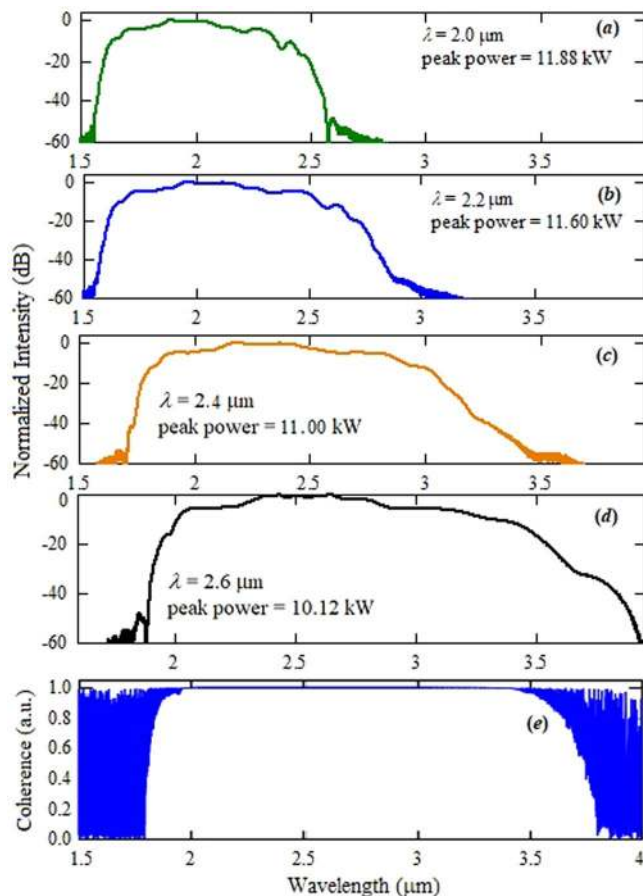 0
(a)
λ = 2.0 μm
-20
peak power = 11.88 kW
-40
-60
1.5 2 2.5 3 3.5
0
(b)
λ = 2.2 μm
-20
peak power = 11.60 kW
-40
-60
1.5 2 2.5 3 3.5
0
(c)
-20
λ = 2.4 μm
-40
peak power = 11.00 kW
-60
1.5 2 2.5 3 3.5
0
(d)
-20
λ = 2.6 μm
-40
peak power = 10.12 kW
-60
2 2.5 3 3.5
Normalized Intensity (dB)
1.0
0.8
(e)
0.6
0.4
0.2
0.0
Coherence (a.u.)
1.5 2 2.5 3 3.5 4
Wavelength (μm)